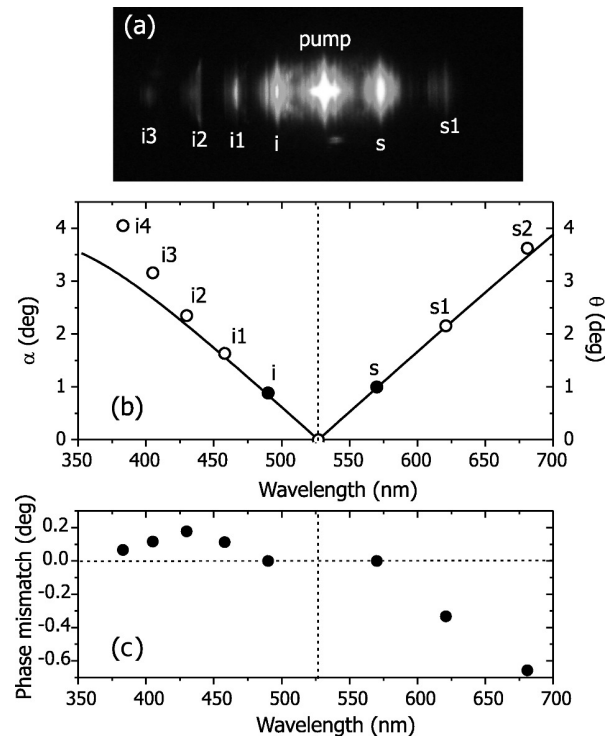 (a)
pump
i3 i2 i1 i s s1
4 i4 s2 4
3 i3 3
α (deg) θ (deg)
2 i2 s1 2
i1
1 i s 1
(b)
0 0
350 400 450 500 550 600 650 700
Wavelength (nm)
Phase mismatch (deg)
0.2
0.0
-0.2
-0.4
-0.6
(c)
350 400 450 500 550 600 650 700
Wavelength (nm)